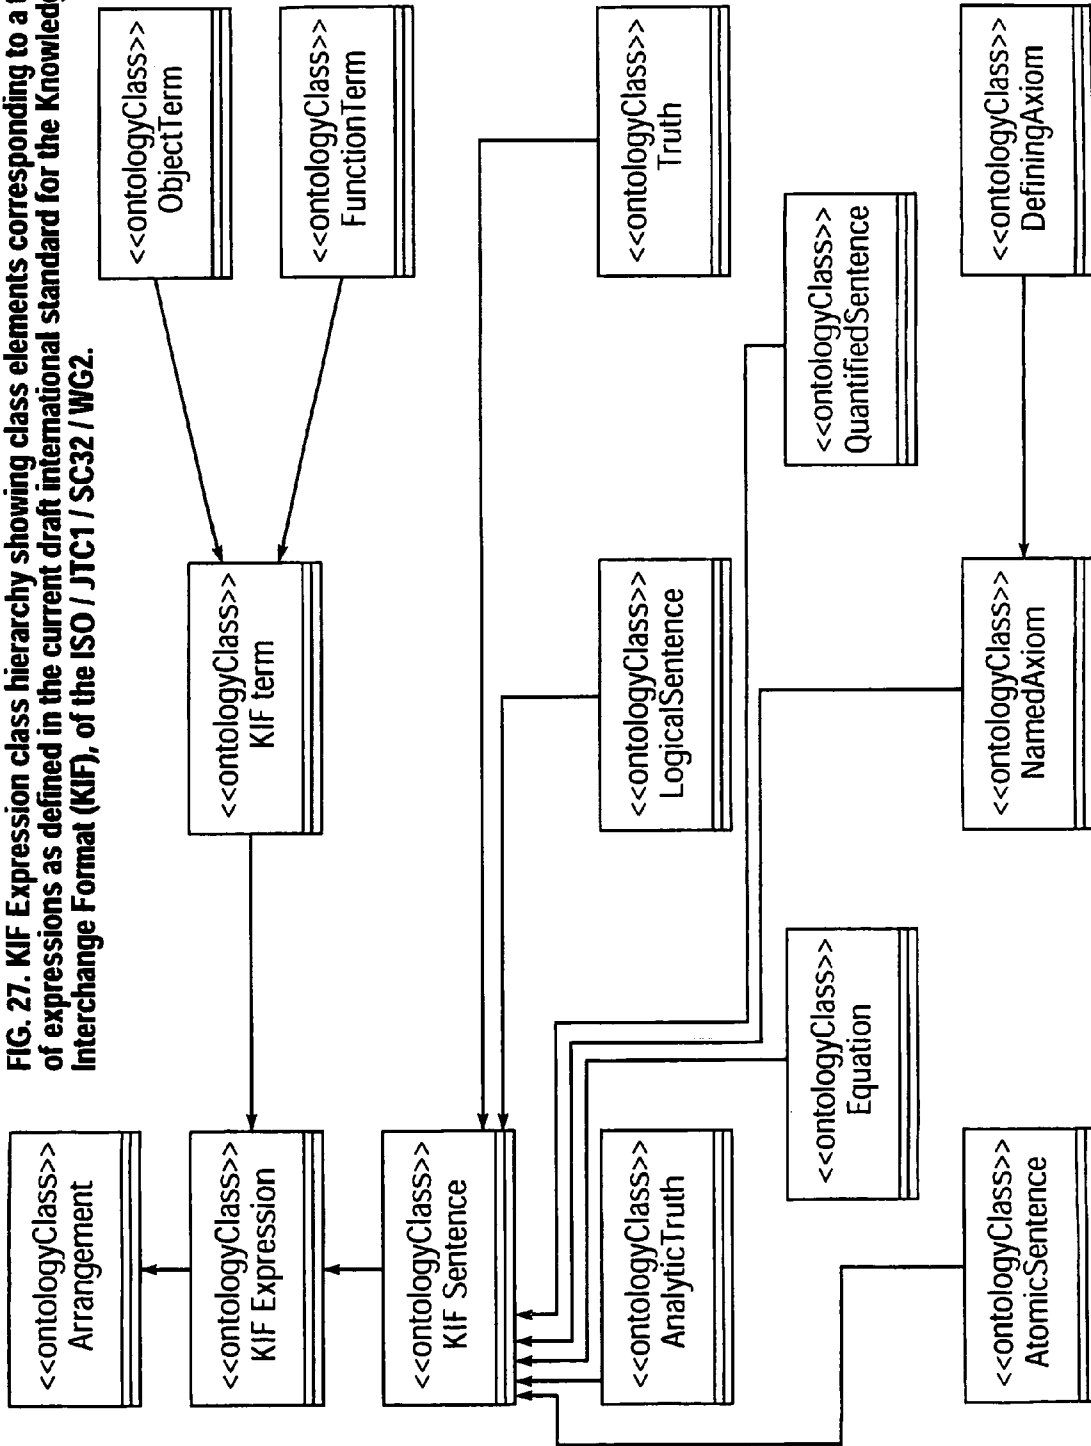 FIG. 27. KIF Expression class hierarchy showing class elements corresponding to a
of expressions as defined in the current draft international standard for the
Interchange Format (KIF), of the ISO / JTC1 / SC32 / WG2.
<<ontologyClass>>
Arrangement
<<ontologyClass>>
ObjectTerm
<<ontologyClass>>
KIF Expression
<<ontologyClass>>
KIF term
<<ontologyClass>>
FunctionTerm
<<ontologyClass>>
KIF Sentence
<<ontologyClass>>
AnalyticTruth
<<ontologyClass>>
LogicalSentence
<<ontologyClass>>
Truth
<<ontologyClass>>
Equation
<<ontologyClass>>
QuantifiedSentence
<<ontologyClass>>
AtomicSentence
<<ontologyClass>>
NamedAxiom
<<ontologyClass>>
DefiningAxiom